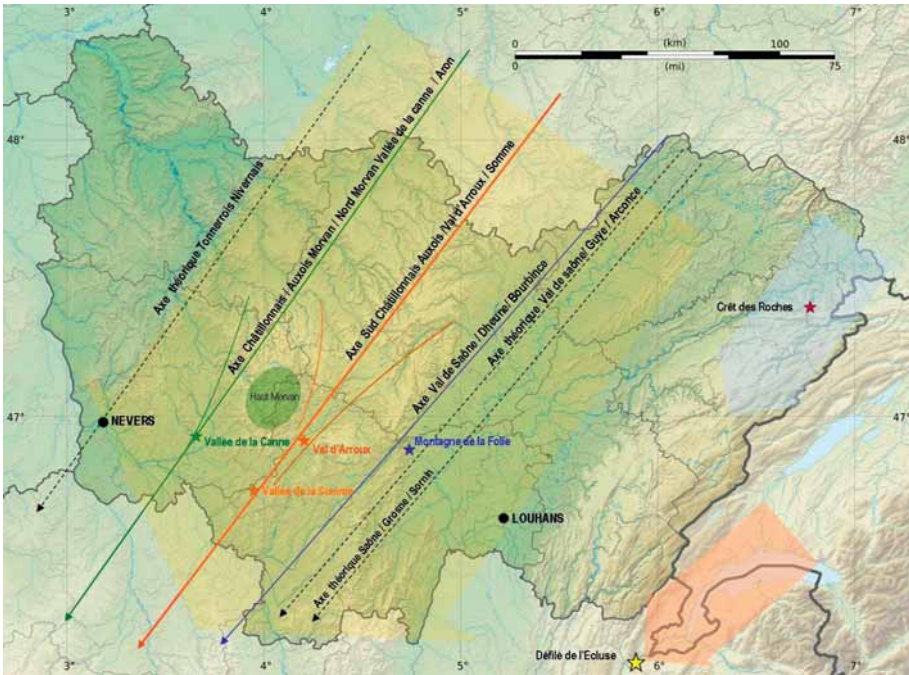 3°
4°
5°
6°
7°
(km)
0
100
0
75
(mi)
48°
48°
Axe théorique Tonnerrois Nivernais
Axe Châtillonnais / Auxois Morvan / Nord Morvan Vallée de la canne / Aron
Axe Sud Châtillonnais Auxois /Val d'Arroux / Somme
Axe Val de Saône / Dheune / Bourbince
Axe théorique Val de saône/ Guye / Arconce
Axe théorique Saône / Grosne / Sornin
Crêt des Roches
Haut Morvan
47°
47°
NEVERS
Vallée de la Canne
Val d'Arroux
Montagne de la Folie
Vallée de la Somme
LOUHANS
Défilé de l'Ecluse
3°
4°
5°
6°
7°